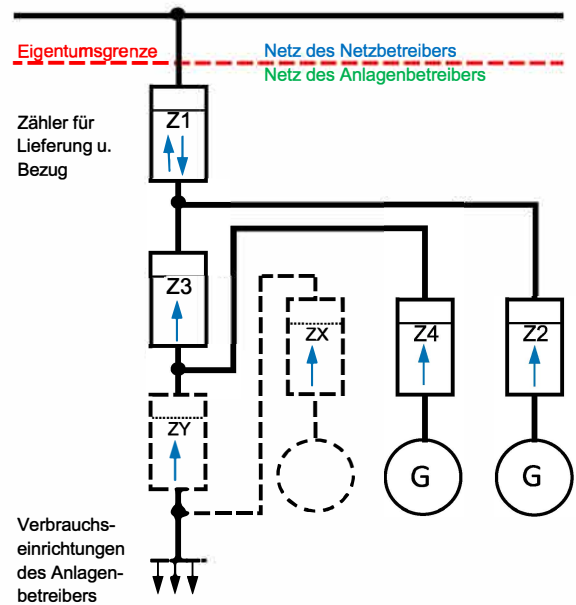 Eigentumsgrenze
Netz des Netzbetreibers
Netz des Anlagenbetreibers
Zähler für
Lieferung u.
Bezug
Z1
Z3
ZX
Z4
Z2
ZY
G
G
Verbrauchs-
einrichtungen
des Anlagen-
betreibers